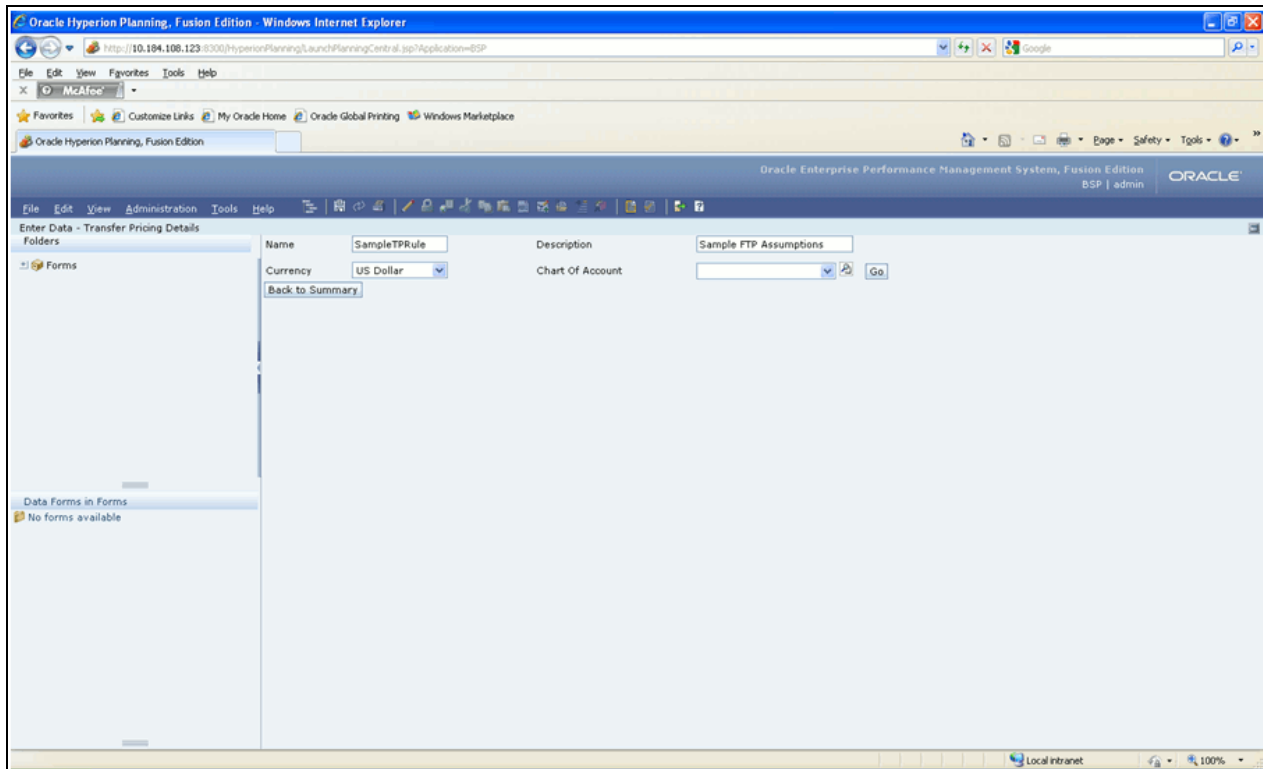 Oracle Hyperion Planning, Fusion Edition - Windows Internet Explorer
http://10.184.108.123:8300/HyperionPlanning/LaunchPlanningCentral.jsp?Application=BSP
Google
File Edit View Favorites Tools Help
X McAfee
Favorites Customize Links My Oracle Home Oracle Global Printing Windows Marketplace
Oracle Hyperion Planning, Fusion Edition
Page Safety Tools
Oracle Enterprise Performance Management System, Fusion Edition
BSP | admin
ORACLE
File Edit View Administration Tools Help
Enter Data - Transfer Pricing Details
Folders
Name SampleTPRule Description Sample FTP Assumptions
Forms
Currency US Dollar Chart Of Account Go
Back to Summary
Data Forms in Forms
No forms available
Local intranet 100%